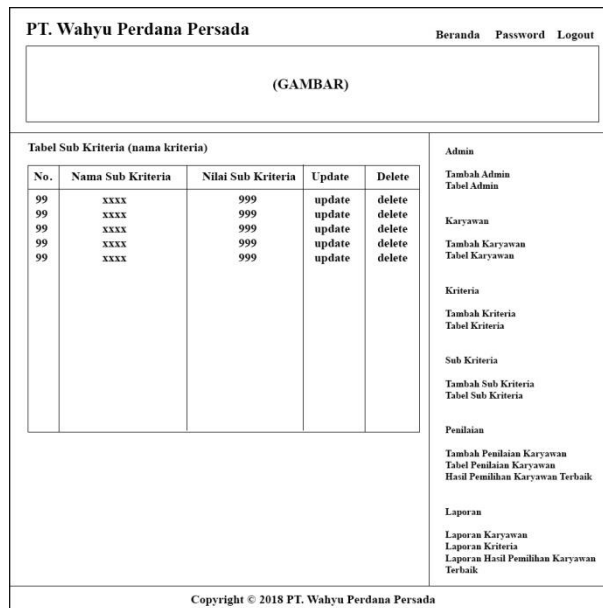 PT. Wahyu Perdana Persada
Beranda Password Logout
(GAMBAR)
Tabel Sub Kriteria (nama kriteria)
No. Nama Sub Kriteria Nilai Sub Kriteria Update Delete
99 xxxx 999 update delete
99 xxxx 999 update delete
99 xxxx 999 update delete
99 xxxx 999 update delete
99 xxxx 999 update delete
Admin
Tambah Admin
Tabel Admin
Karyawan
Tambah Karyawan
Tabel Karyawan
Kriteria
Tambah Kriteria
Tabel Kriteria
Sub Kriteria
Tambah Sub Kriteria
Tabel Sub Kriteria
Penilaian
Tambah Penilaian Karyawan
Tabel Penilaian Karyawan
Hasil Pemilihan Karyawan Terbaik
Laporan
Laporan Karyawan
Laporan Kriteria
Laporan Hasil Pemilihan Karyawan
Terbaik
Copyright © 2018 PT. Wahyu Perdana Persada